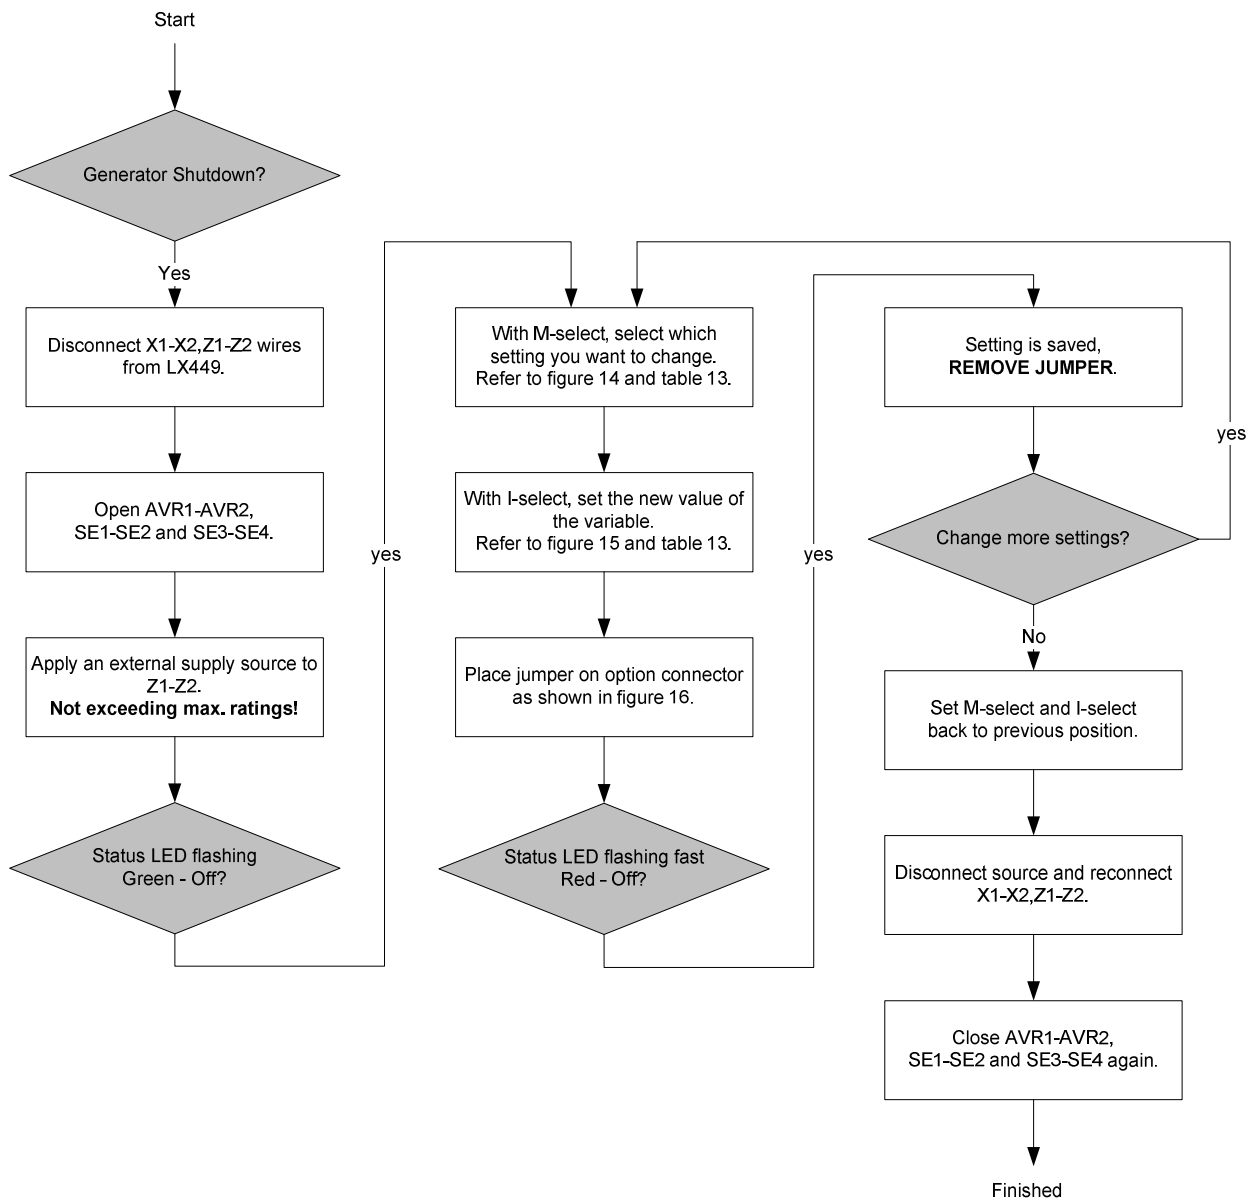 Start
Generator Shutdown?
Yes
Disconnect X1-X2,Z1-Z2 wires
from LX449.
Open AVR1-AVR2,
SE1-SE2 and SE3-SE4.
Apply an external supply source to
Z1-Z2.
Not exceeding max. ratings!
Status LED flashing
Green - Off?
yes
With M-select, select which
setting you want to change.
Refer to figure 14 and table 13.
With I-select, set the new value of
the variable.
Refer to figure 15 and table 13.
Place jumper on option connector
as shown in figure 16.
Status LED flashing fast
Red - Off?
yes
Setting is saved,
REMOVE JUMPER.
Change more settings?
yes
No
Set M-select and I-select
back to previous position.
Disconnect source and reconnect
X1-X2,Z1-Z2.
Close AVR1-AVR2,
SE1-SE2 and SE3-SE4 again.
Finished